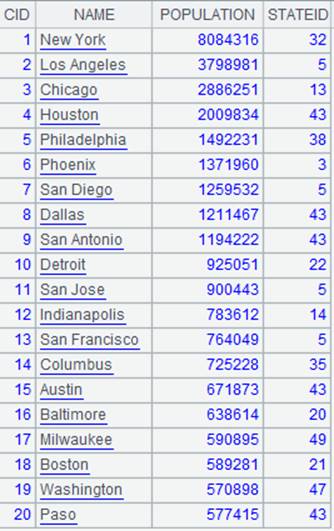 CID NAME POPULATION STATEID
1 New York 8084316 32
2 Los Angeles 3798981 5
3 Chicago 2886251 13
4 Houston 2009834 43
5 Philadelphia 1492231 38
6 Phoenix 1371960 3
7 San Diego 1259532 5
8 Dallas 1211467 43
9 San Antonio 1194222 43
10 Detroit 925051 22
11 San Jose 900443 5
12 Indianapolis 783612 14
13 San Francisco 764049 5
14 Columbus 725228 35
15 Austin 671873 43
16 Baltimore 638614 20
17 Milwaukee 590895 49
18 Boston 589281 21
19 Washington 570898 47
20 Paso 577415 43